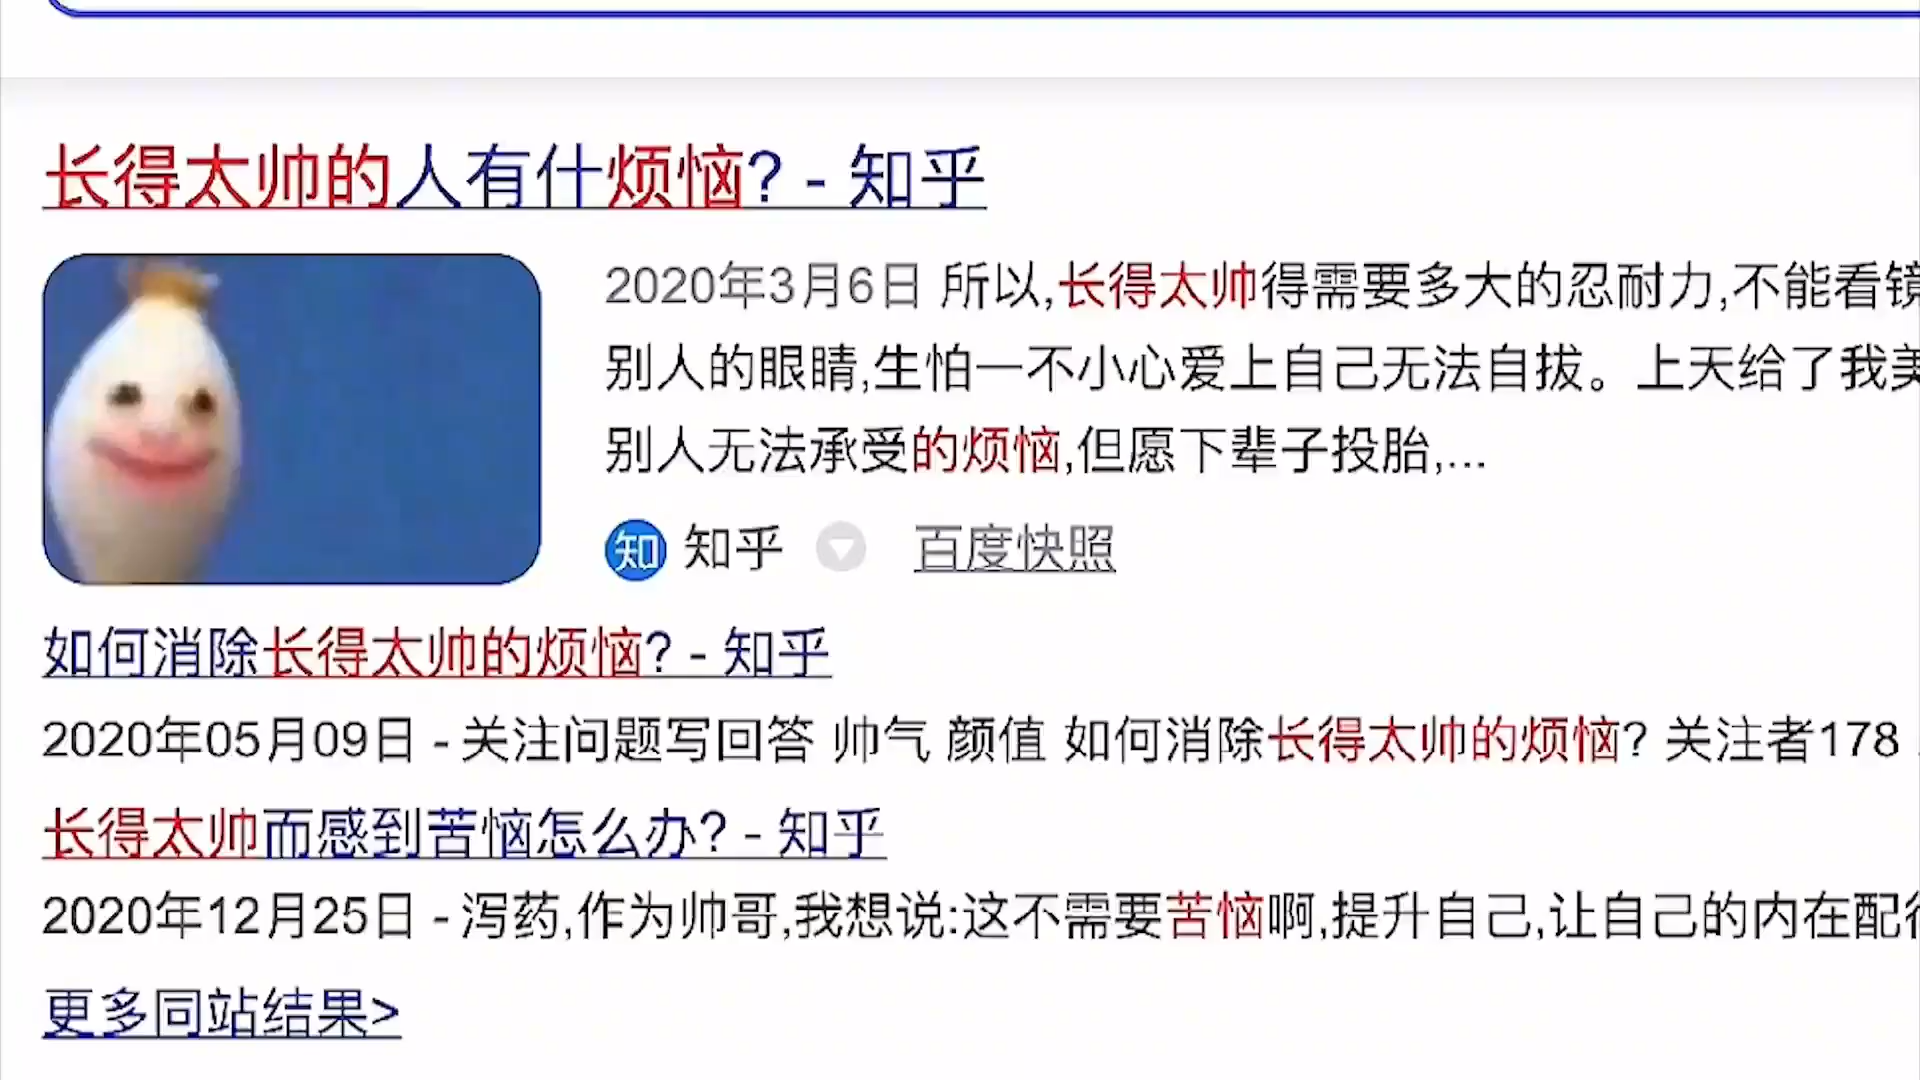 长得太帅的人有什烦恼? - 知乎
2020年3月6日 所以,长得太帅得需要多大的忍耐力,不能看镜
别人的眼睛,生怕一不小心爱上自己无法自拔。上天给了我美
别人无法承受的烦恼,但愿下辈子投胎,...
知 知乎 百度快照
如何消除长得太帅的烦恼? - 知乎
2020年05月09日 - 关注问题写回答 帅气 颜值 如何消除长得太帅的烦恼? 关注者178
长得太帅而感到苦恼怎么办? - 知乎
2020年12月25日 - 泻药,作为帅哥,我想说:这不需要苦恼啊,提升自己,让自己的内在配得
更多同站结果>